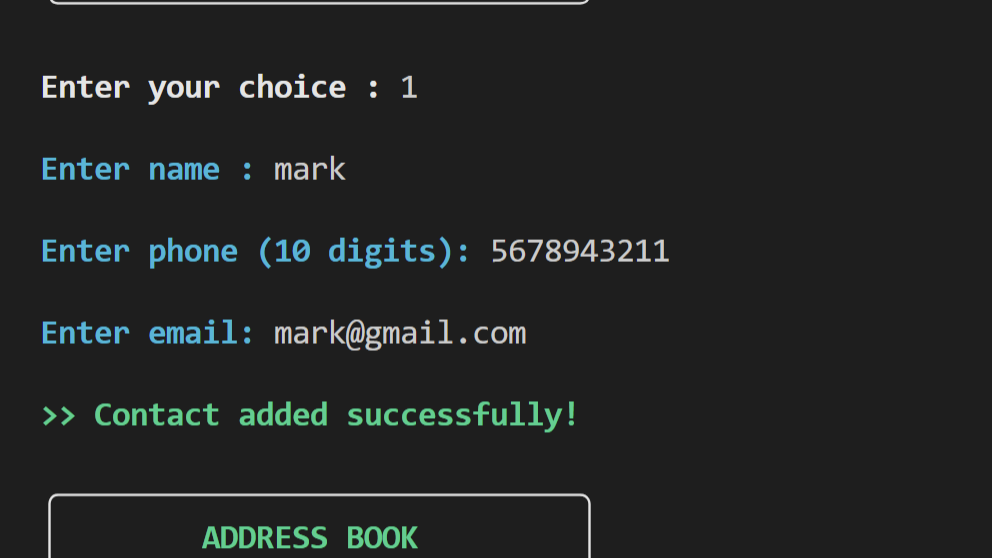 Enter your choice : 1
Enter name : mark
Enter phone (10 digits): 5678943211
Enter email: mark@gmail.com
>> Contact added successfully!
ADDRESS BOOK